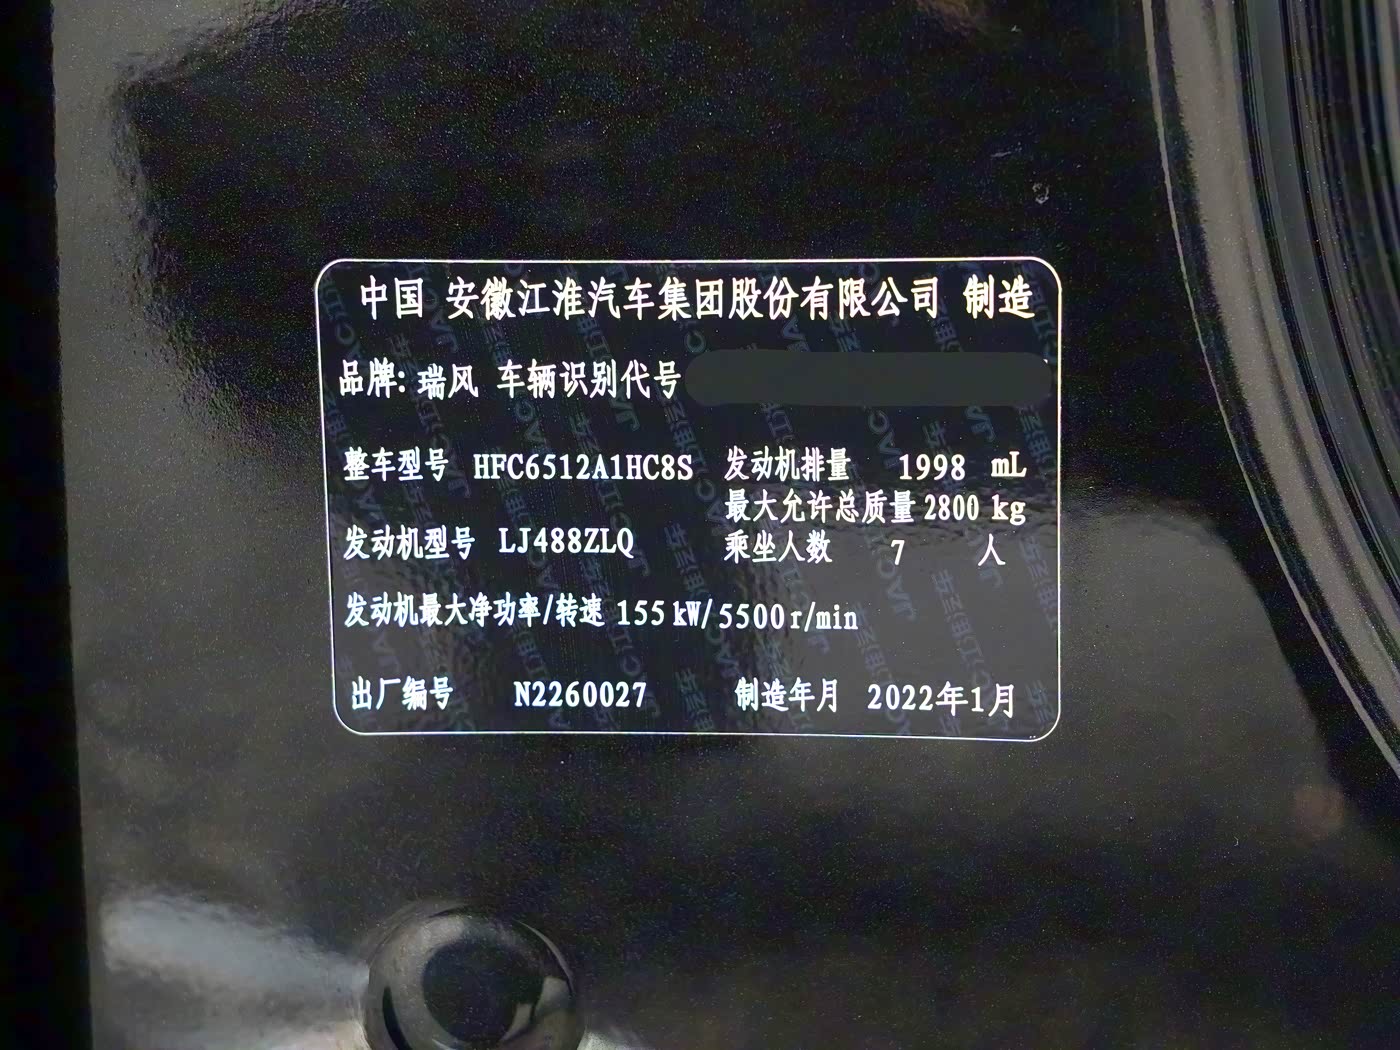 中国 安徽江淮汽车集团股份有限公司 制造
品牌: 瑞风 车辆识别代号
整车型号 HFC6512A1HC8S 发动机排量 1998 mL
最大允许总质量 2800 kg
发动机型号 LJ488ZLQ 乘坐人数 7 人
发动机最大净功率/转速 155 kW/5500 r/min
出厂编号 N2260027 制造年月 2022年1月